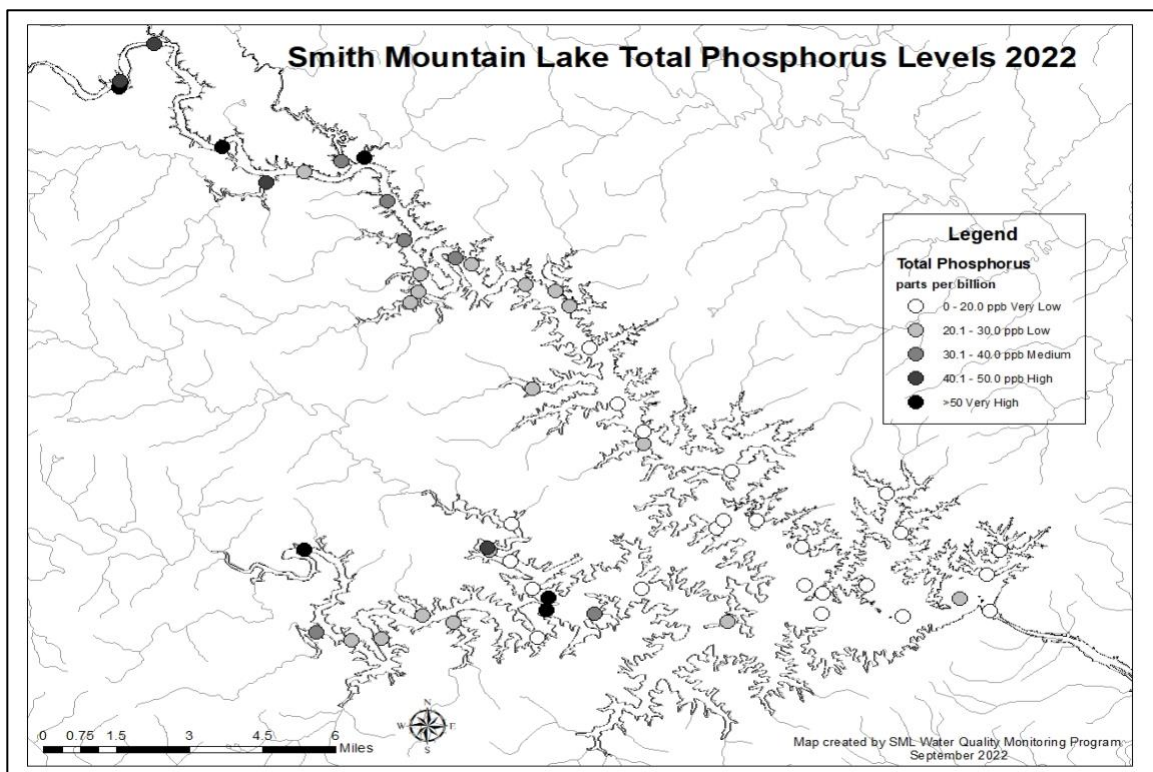 Smith Mountain Lake Total Phosphorus Levels 2022
Legend
Total Phosphorus
parts per billion
0 - 20.0 ppb Very Low
20.1 - 30.0 ppb Low
30.1 - 40.0 ppb Medium
40.1 - 50.0 ppb High
>50 Very High
N
W E
S
0 0.75 1.5 3 4.5 6
Miles
Map created by SML Water Quality Monitoring Program
September 2022